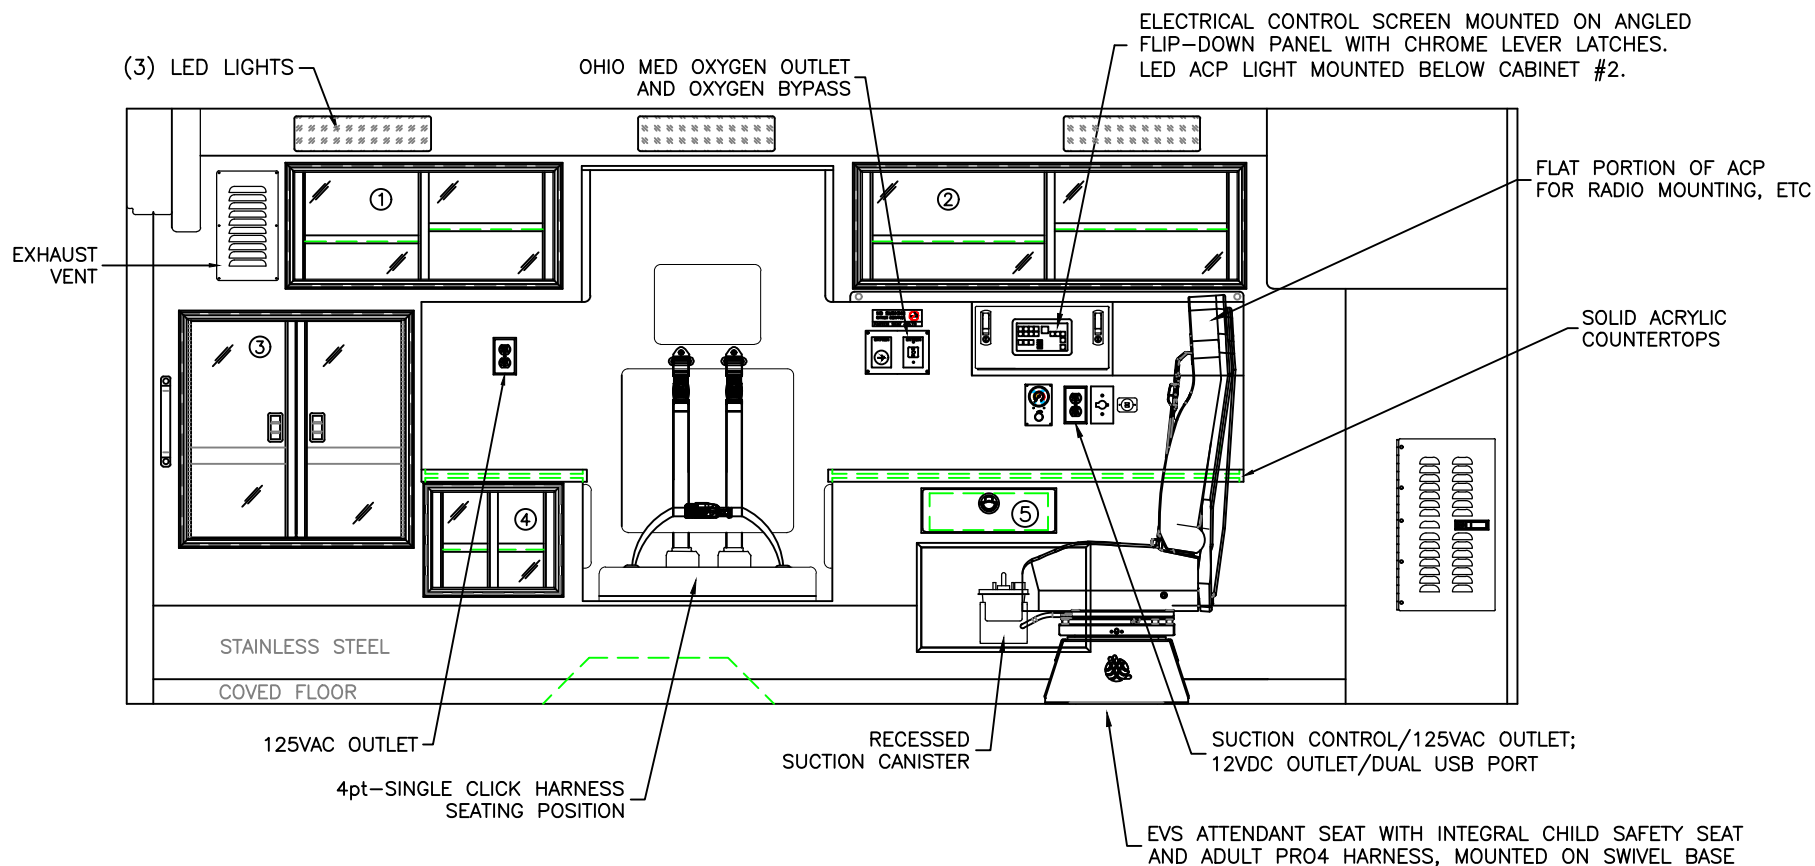 ELECTRICAL CONTROL SCREEN MOUNTED ON ANGLED
FLIP-DOWN PANEL WITH CHROME LEVER LATCHES.
LED ACP LIGHT MOUNTED BELOW CABINET #2.
(3) LED LIGHTS
OHIO MED OXYGEN OUTLET
AND OXYGEN BYPASS
FLAT PORTION OF ACP
FOR RADIO MOUNTING, ETC
1
2
EXHAUST
VENT
SOLID ACRYLIC
COUNTERTOPS
3
4
5
STAINLESS STEEL
COVED FLOOR
125VAC OUTLET
RECESSED
SUCTION CANISTER
SUCTION CONTROL/125VAC OUTLET;
12VDC OUTLET/DUAL USB PORT
4pt-SINGLE CLICK HARNESS
SEATING POSITION
EVS ATTENDANT SEAT WITH INTEGRAL CHILD SAFETY SEAT
AND ADULT PRO4 HARNESS, MOUNTED ON SWIVEL BASE